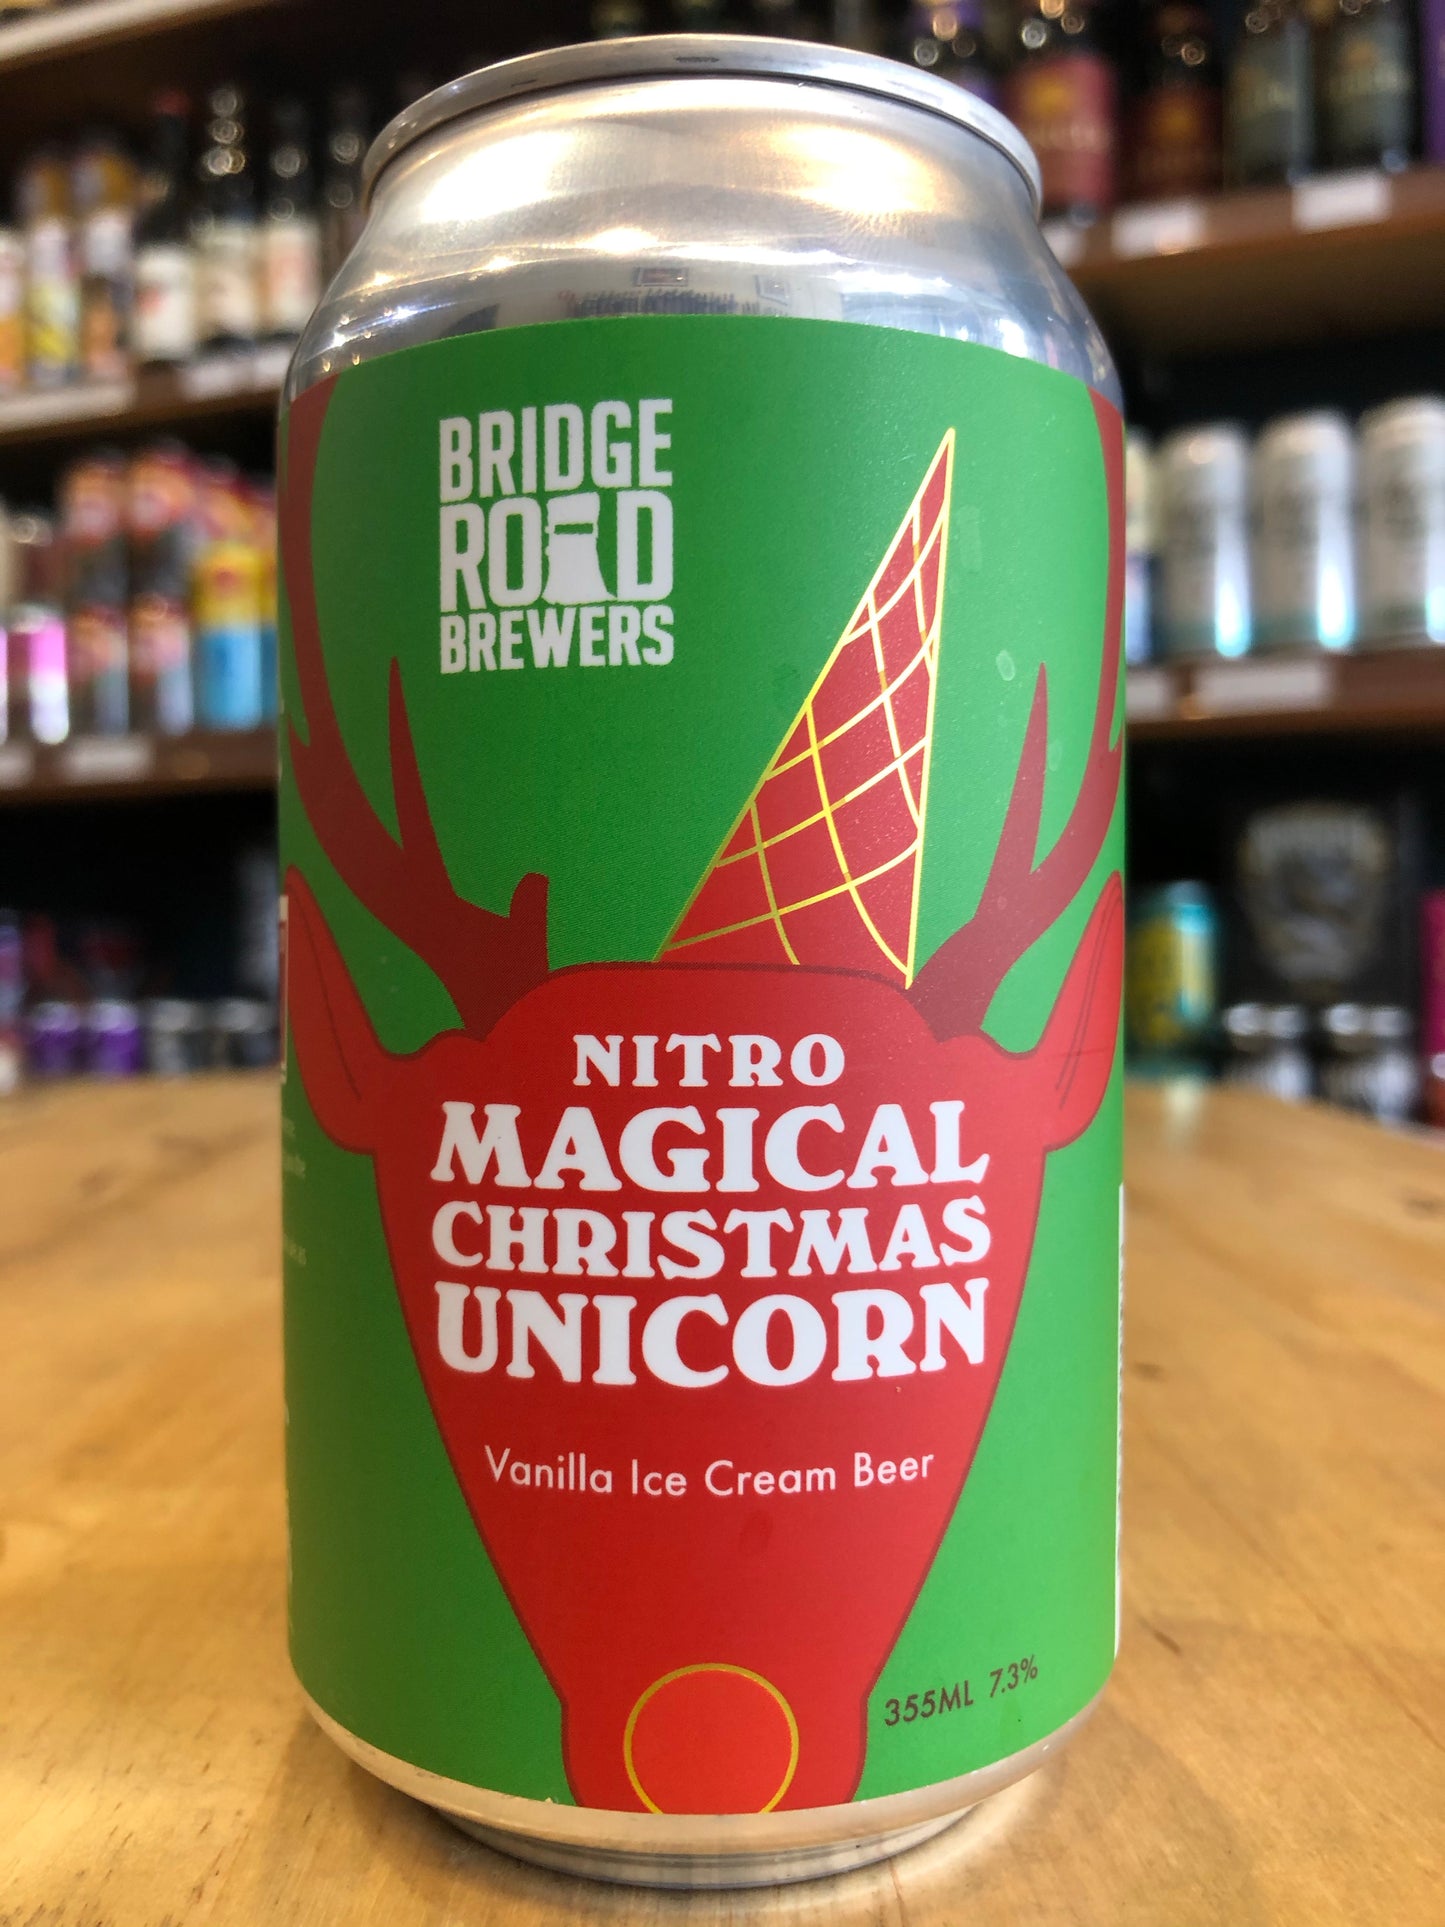 BRIDGE
ROAD
BREWERS
NITRO
MAGICAL
CHRISTMAS
UNICORN
Vanilla Ice Cream Beer
355ML 7.3%